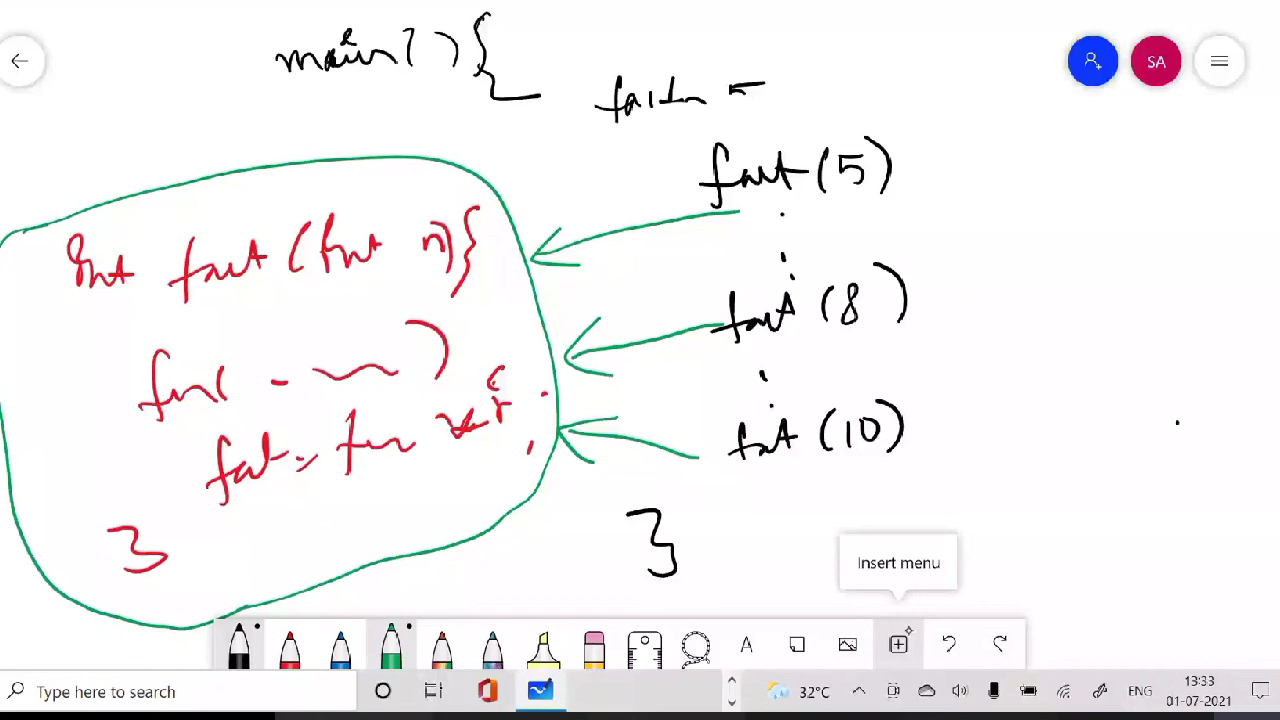 main( ) {
SA
fact(5)
int fact(int n){
fact (8)
fact (10)
}
}
Insert menu
A
Type here to search
32°C
ENG
13:33
01-07-2021